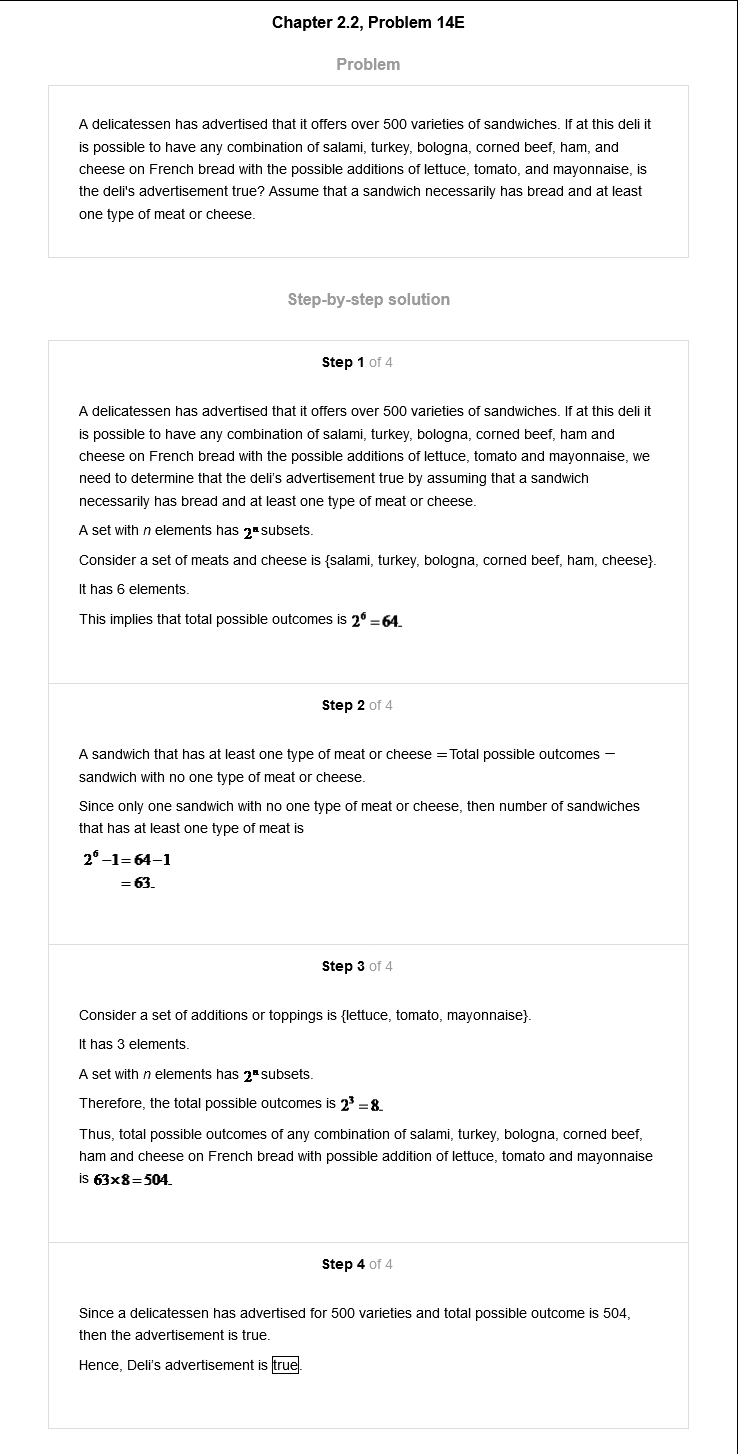 Chapter 2.2, Problem 14E
Problem
A delicatessen has advertised that it offers over 500 varieties of sandwiches. If at this deli it
is possible to have any combination of salami, turkey, bologna, corned beef, ham, and
cheese on French bread with the possible additions of lettuce, tomato, and mayonnaise, is
the deli's advertisement true? Assume that a sandwich necessarily has bread and at least
one type of meat or cheese.
Step-by-step solution
Step 1 of 4
A delicatessen has advertised that it offers over 500 varieties of sandwiches. If at this deli it
is possible to have any combination of salami, turkey, bologna, corned beef, ham and
cheese on French bread with the possible additions of lettuce, tomato and mayonnaise, we
need to determine that the deli's advertisement true by assuming that a sandwich
necessarily has bread and at least one type of meat or cheese.
A set with n elements has 2ⁿ subsets.
Consider a set of meats and cheese is {salami, turkey, bologna, corned beef, ham, cheese}.
It has 6 elements.
This implies that total possible outcomes is 2⁶ = 64.
Step 2 of 4
A sandwich that has at least one type of meat or cheese = Total possible outcomes −
sandwich with no one type of meat or cheese.
Since only one sandwich with no one type of meat or cheese, then number of sandwiches
that has at least one type of meat is
2⁶ − 1 = 64 − 1
= 63.
Step 3 of 4
Consider a set of additions or toppings is {lettuce, tomato, mayonnaise}.
It has 3 elements.
A set with n elements has 2ⁿ subsets.
Therefore, the total possible outcomes is 2³ = 8.
Thus, total possible outcomes of any combination of salami, turkey, bologna, corned beef,
ham and cheese on French bread with possible addition of lettuce, tomato and mayonnaise
is 63×8 = 504.
Step 4 of 4
Since a delicatessen has advertised for 500 varieties and total possible outcome is 504,
then the advertisement is true.
Hence, Deli's advertisement is true.